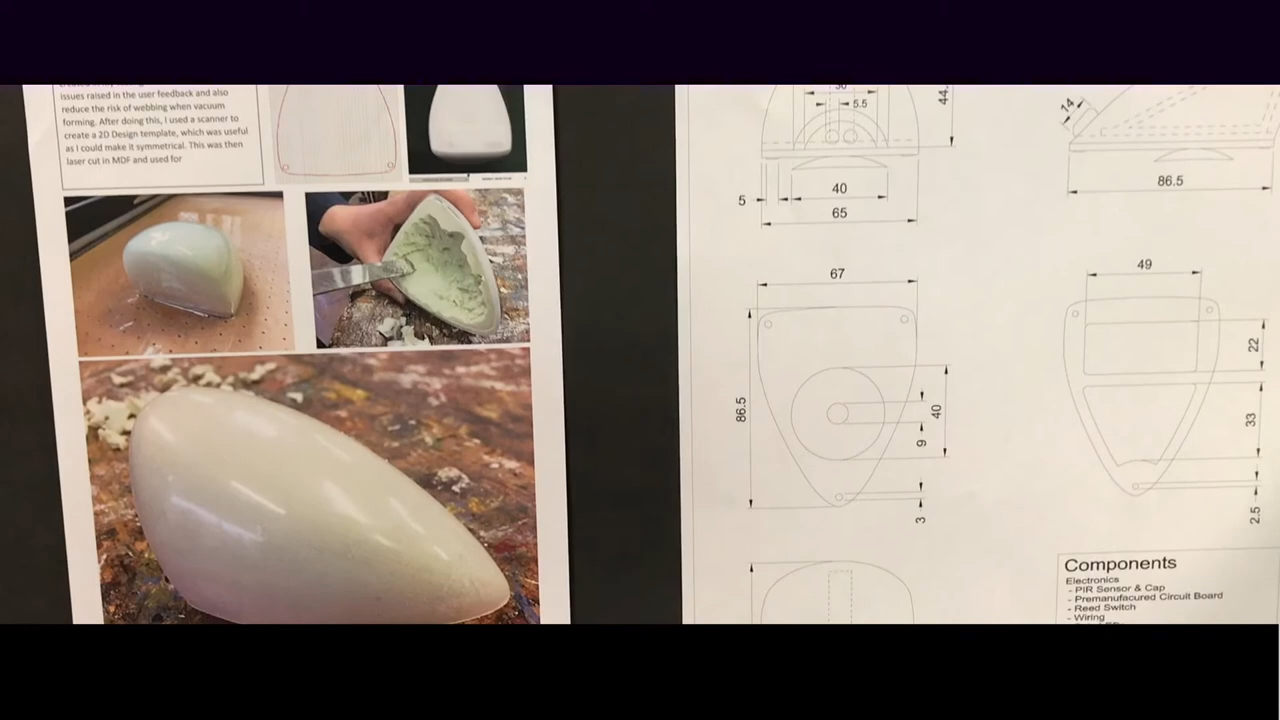 issues raised in the user feedback and also
reduce the risk of webbing when vacuum
forming. After doing this, I used a scanner to
create a 2D Design template, which was useful
as I could make it symmetrical. This was then
laser cut in MDF and used for
5.5
44.
14
40
5
65
86.5
67
49
22
86.5
40
33
9
3
2.5
Components
Electronics
- PIR Sensor & Cap
- Premanufacured Circuit Board
- Reed Switch
- Wiring